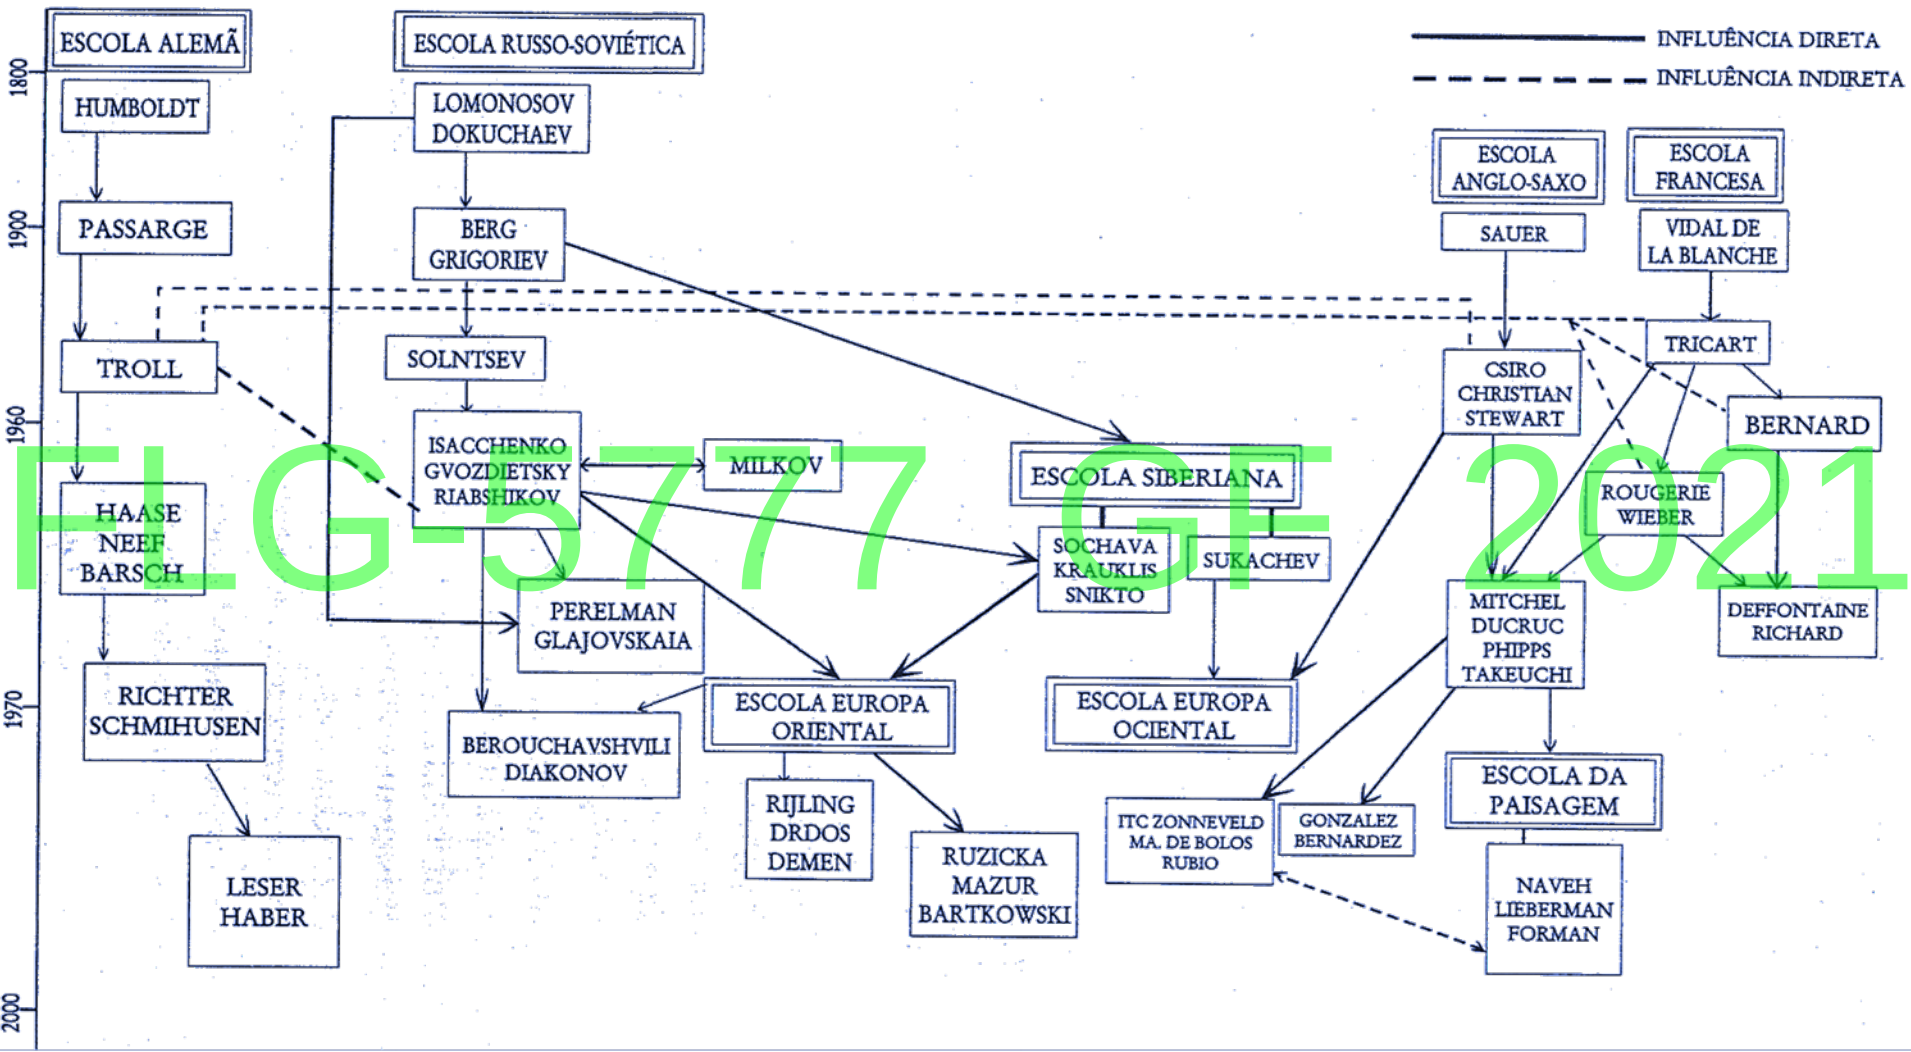 ESCOLA ALEMÃ
ESCOLA RUSSO-SOVIÉTICA
INFLUÊNCIA DIRETA
INFLUÊNCIA INDIRETA
1800
HUMBOLDT
LOMONOSOV
DOKUCHAEV
ESCOLA
ANGLO-SAXO
ESCOLA
FRANCESA
1900
PASSARGE
BERG
GRIGORIEV
SAUER
VIDAL DE
LA BLANCHE
TROLL
SOLNTSEV
CSIRO
CHRISTIAN
STEWART
TRICART
1960
BERNARD
ISACCHENKO
GVOZDIETSKY
RIABSHIKOV
MILKOV
ESCOLA SIBERIANA
ROUGERIE
WIEBER
FLG-5777 GF 2021
HAASE
NEEF
BARSCH
SOCHAVA
KRAUKLIS
SNIKTO
SUKACHEV
PERELMAN
GLAJOVSKAIA
MITCHEL
DUCRUC
PHIPPS
TAKEUCHI
DEFFONTAINE
RICHARD
1970
RICHTER
SCHMIHUSEN
BEROUCHAVSHVILI
DIAKONOV
ESCOLA EUROPA
ORIENTAL
ESCOLA EUROPA
OCIENTAL
ESCOLA DA
PAISAGEM
RIJLING
DRDOS
DEMEN
ITC ZONNEVELD
MA. DE BOLOS
RUBIO
GONZALEZ
BERNARDEZ
LESER
HABER
RUZICKA
MAZUR
BARTKOWSKI
NAVEH
LIEBERMAN
FORMAN
2000